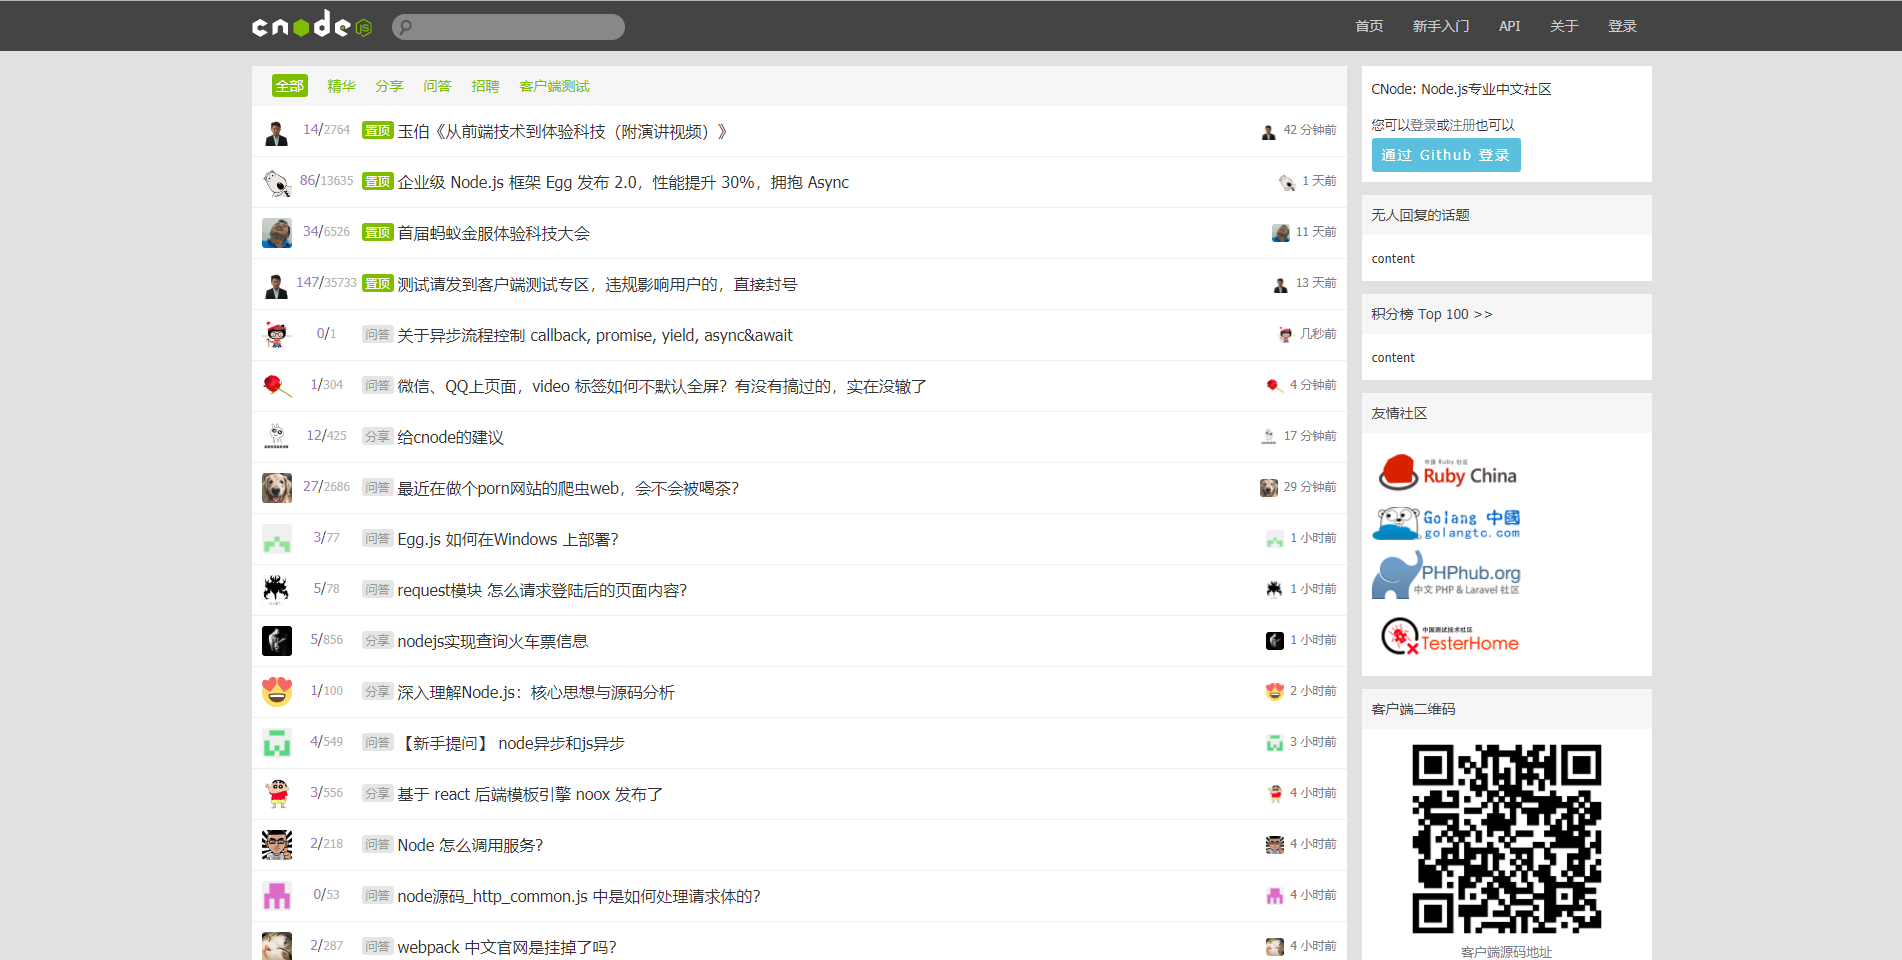 cnode JS
首页 新手入门 API 关于 登录
全部 精华 分享 问答 招聘 客户端测试
14/2764 置顶 玉伯《从前端技术到体验科技（附演讲视频）》 42 分钟前
86/13635 置顶 企业级 Node.js 框架 Egg 发布 2.0，性能提升 30%，拥抱 Async 1 天前
34/6526 置顶 首届蚂蚁金服体验科技大会 11 天前
147/35733 置顶 测试请发到客户端测试专区，违规影响用户的，直接封号 13 天前
0/1 问答 关于异步流程控制 callback, promise, yield, async&await 几秒前
1/304 问答 微信、QQ上页面，video 标签如何不默认全屏？有没有搞过的，实在没辙了 4 分钟前
12/425 分享 给cnode的建议 17 分钟前
27/2686 问答 最近在做个porn网站的爬虫web，会不会被喝茶？ 29 分钟前
3/77 问答 Egg.js 如何在Windows 上部署？ 1 小时前
5/78 问答 request模块 怎么请求登陆后的页面内容？ 1 小时前
5/856 分享 nodejs实现查询火车票信息 1 小时前
1/100 分享 深入理解Node.js：核心思想与源码分析 2 小时前
4/549 问答 【新手提问】 node异步和js异步 3 小时前
3/556 分享 基于 react 后端模板引擎 noox 发布了 4 小时前
2/218 问答 Node 怎么调用服务？ 4 小时前
0/53 问答 node源码_http_common.js 中是如何处理请求体的？ 4 小时前
2/287 问答 webpack 中文官网是挂掉了吗？ 4 小时前
CNode: Node.js专业中文社区
您可以登录或注册也可以
通过 Github 登录
无人回复的话题
content
积分榜 Top 100 >>
content
友情社区
中国 Ruby 社区
Ruby China
Golang 中國
golangtc.com
PHPhub.org
中文 PHP & Laravel 社区
中国测试技术社区
TesterHome
客户端二维码
客户端源码地址